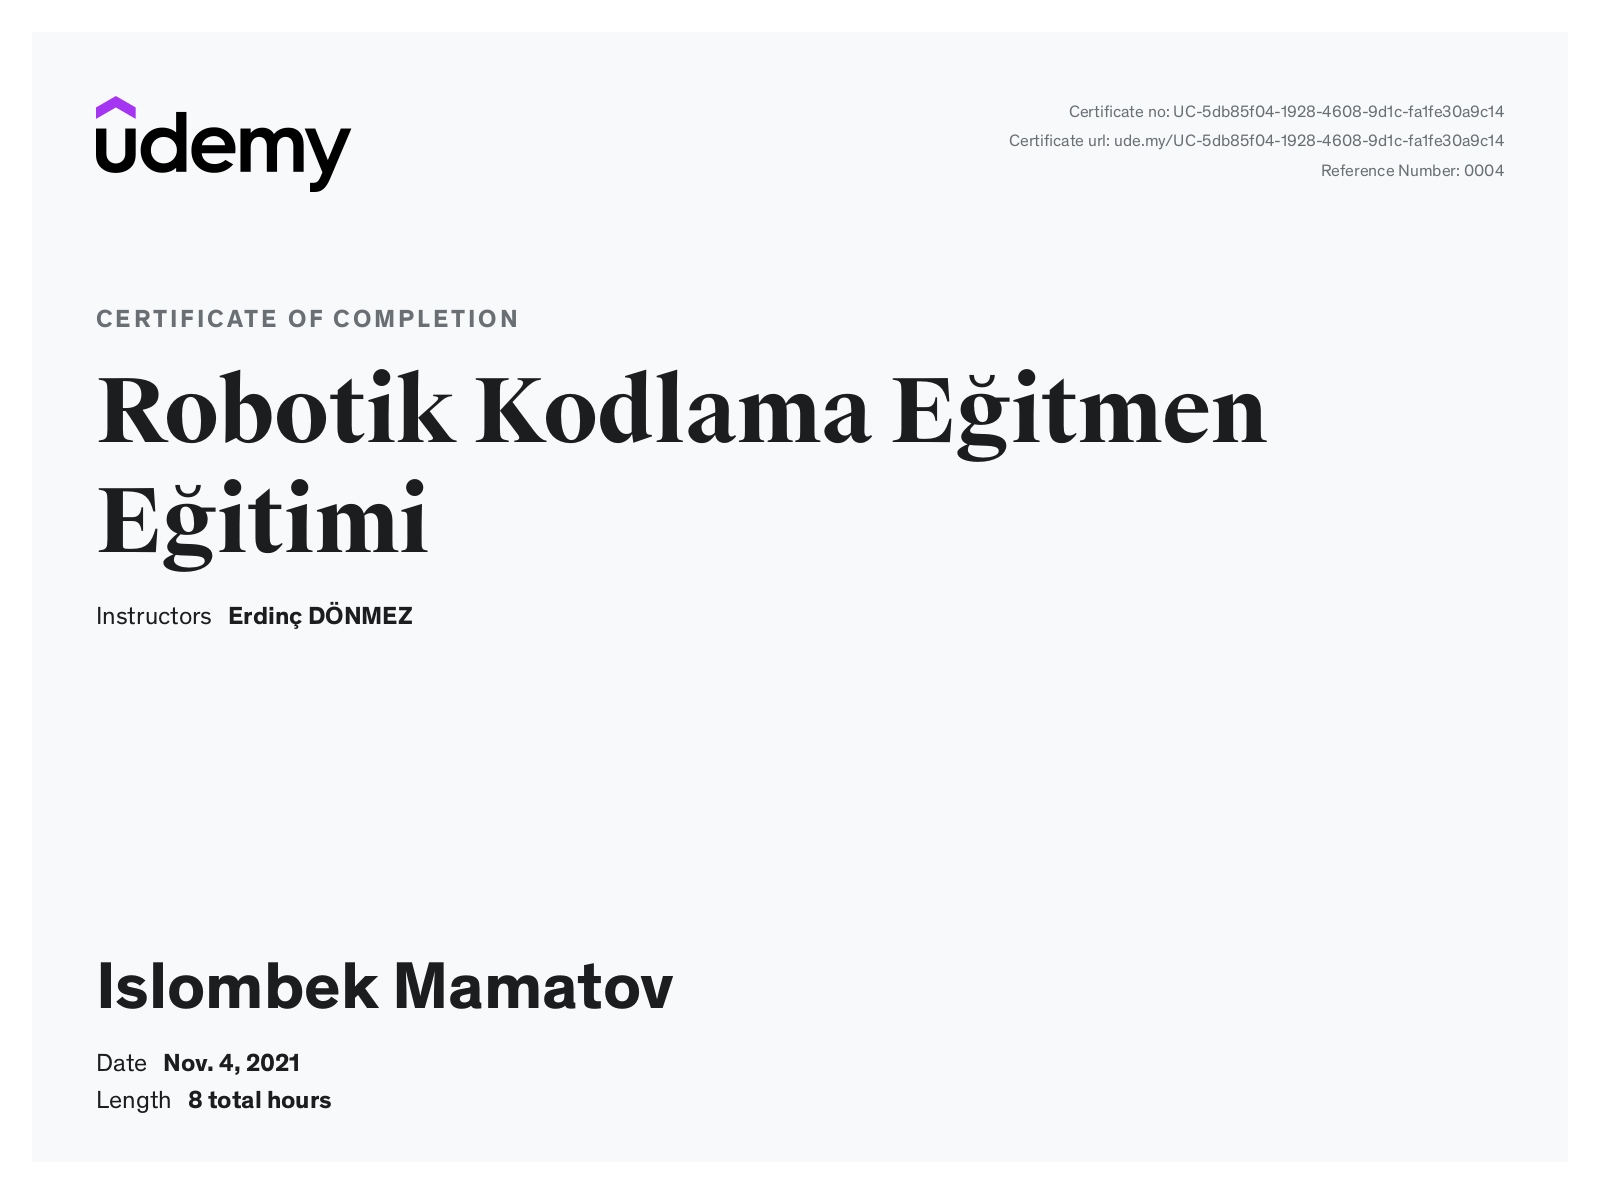 udemy
Certificate no: UC-5db85f04-1928-4608-9d1c-fa1fe30a9c14
Certificate url: ude.my/UC-5db85f04-1928-4608-9d1c-fa1fe30a9c14
Reference Number: 0004
CERTIFICATE OF COMPLETION
Robotik Kodlama Eğitmen
Eğitimi
Instructors Erdinç DÖNMEZ
Islombek Mamatov
Date Nov. 4, 2021
Length 8 total hours